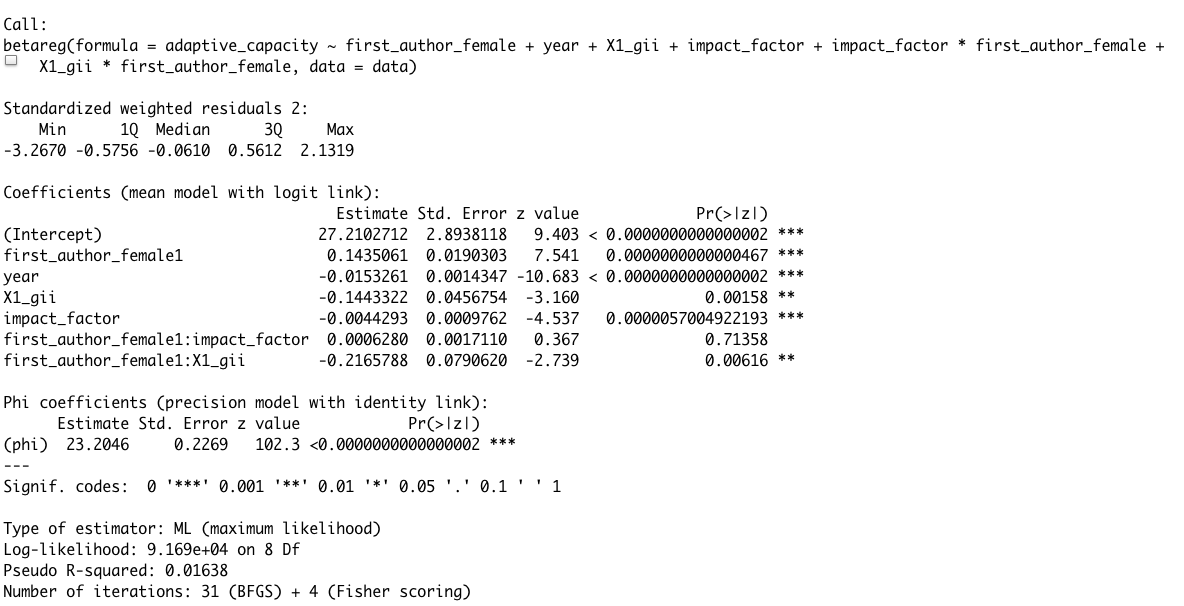 Call:
betareg(formula = adaptive_capacity ~ first_author_female + year + X1_gii + impact_factor + impact_factor * first_author_female +
    X1_gii * first_author_female, data = data)

Standardized weighted residuals 2:
    Min      1Q  Median      3Q     Max
-3.2670 -0.5756 -0.0610  0.5612  2.1319

Coefficients (mean model with logit link):
                                    Estimate Std. Error z value             Pr(>|z|)
(Intercept)                       27.2102712  2.8938118   9.403 < 0.0000000000000002 ***
first_author_female1               0.1435061  0.0190303   7.541   0.0000000000000467 ***
year                              -0.0153261  0.0014347 -10.683 < 0.0000000000000002 ***
X1_gii                            -0.1443322  0.0456754  -3.160              0.00158 **
impact_factor                     -0.0044293  0.0009762  -4.537   0.0000057004922193 ***
first_author_female1:impact_factor  0.0006280  0.0017110   0.367              0.71358
first_author_female1:X1_gii       -0.2165788  0.0790620  -2.739              0.00616 **

Phi coefficients (precision model with identity link):
      Estimate Std. Error z value            Pr(>|z|)
(phi)  23.2046     0.2269   102.3 <0.0000000000000002 ***
---
Signif. codes:  0 '***' 0.001 '**' 0.01 '*' 0.05 '.' 0.1 ' ' 1

Type of estimator: ML (maximum likelihood)
Log-likelihood: 9.169e+04 on 8 Df
Pseudo R-squared: 0.01638
Number of iterations: 31 (BFGS) + 4 (Fisher scoring)